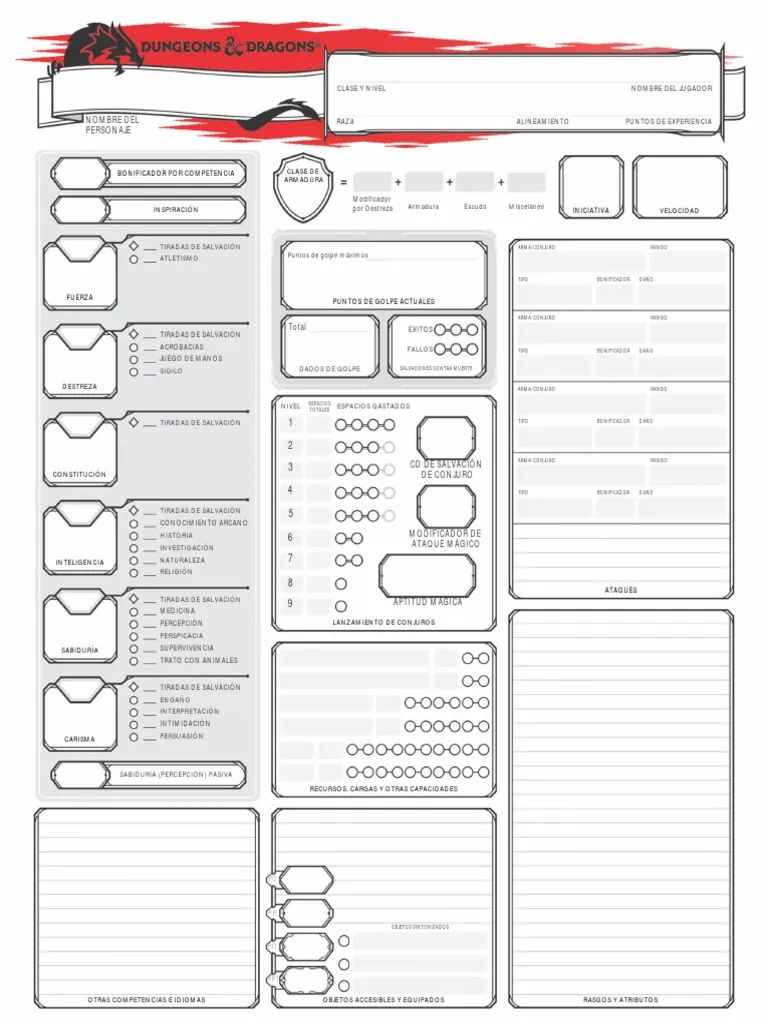 DUNGEONS & DRAGONS®
CLASE Y NIVEL
NOMBRE DEL JUGADOR
NOMBRE DEL
PERSONAJE
RAZA
ALINEAMIENTO
PUNTOS DE EXPERIENCIA
BONIFICADOR POR COMPETENCIA
INSPIRACIÓN
CLASE DE
ARMADURA
= + + +
Modificador
por Destreza
Armadura
Escudo
Misceláneo
INICIATIVA
VELOCIDAD
FUERZA
TIRADAS DE SALVACIÓN
ATLETISMO
DESTREZA
TIRADAS DE SALVACIÓN
ACROBACIAS
JUEGO DE MANOS
SIGILO
CONSTITUCIÓN
TIRADAS DE SALVACIÓN
INTELIGENCIA
TIRADAS DE SALVACIÓN
CONOCIMIENTO ARCANO
HISTORIA
INVESTIGACIÓN
NATURALEZA
RELIGIÓN
SABIDURÍA
TIRADAS DE SALVACIÓN
MEDICINA
PERCEPCIÓN
PERSPICACIA
SUPERVIVENCIA
TRATO CON ANIMALES
CARISMA
TIRADAS DE SALVACIÓN
ENGAÑO
INTERPRETACIÓN
INTIMIDACIÓN
PERSUASIÓN
SABIDURÍA (PERCEPCIÓN) PASIVA
OTRAS COMPETENCIAS E IDIOMAS
Puntos de golpe máximos
PUNTOS DE GOLPE ACTUALES
Total
DADOS DE GOLPE
ÉXITOS
FALLOS
SALVACIONES CONTRA MUERTE
NIVEL
ESPACIOS
TOTALES
ESPACIOS GASTADOS
1
2
3
4
5
6
7
8
9
CD DE SALVACIÓN
DE CONJURO
MODIFICADOR DE
ATAQUE MÁGICO
APTITUD MÁGICA
LANZAMIENTO DE CONJUROS
RECURSOS, CARGAS Y OTRAS CAPACIDADES
OBJETOS SINTONIZADOS
OBJETOS ACCESIBLES Y EQUIPADOS
ARMA/CONJURO
RANGO
TIPO
BONIFICADOR
DAÑO
ARMA/CONJURO
RANGO
TIPO
BONIFICADOR
DAÑO
ARMA/CONJURO
RANGO
TIPO
BONIFICADOR
DAÑO
ARMA/CONJURO
RANGO
TIPO
BONIFICADOR
DAÑO
ATAQUES
RASGOS Y ATRIBUTOS